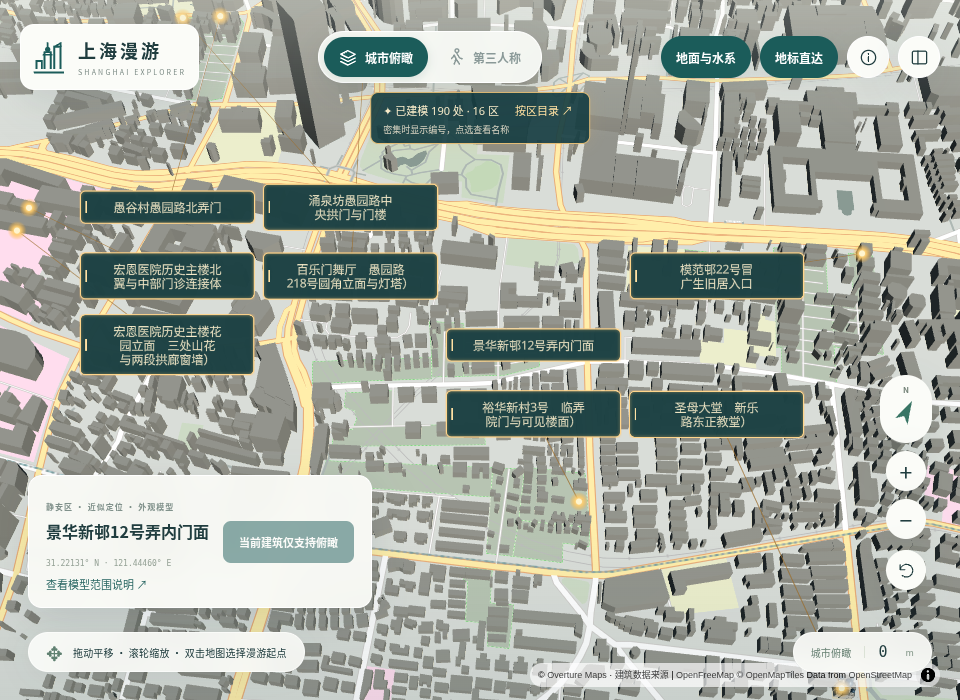 上海漫游
SHANGHAI EXPLORER
城市俯瞰
第三人称
地面与水系
地标直达
✦ 已建模 190 处 · 16 区 按区目录 ↗
密集时显示编号，点选查看名称
愚谷村愚园路北弄门
涌泉坊愚园路中
央拱门与门楼
宏恩医院历史主楼北
翼与中部门诊连接体
百乐门舞厅 愚园路
218号圆角立面与灯塔）
模范邨22号冒
广生旧居入口
宏恩医院历史主楼花
园立面 三处山花
与两段拱廊窗墙）
景华新邨12号弄内门面
裕华新村3号 临弄
院门与可见楼面）
圣母大堂 新乐
路东正教堂）
N
静安区 · 近似定位 · 外观模型
景华新邨12号弄内门面
当前建筑仅支持俯瞰
31.22131° N · 121.44460° E
查看模型范围说明 ↗
拖动平移 · 滚轮缩放 · 双击地图选择漫游起点
城市俯瞰 0 m
© Overture Maps · 建筑数据来源 | OpenFreeMap © OpenMapTiles Data from OpenStreetMap